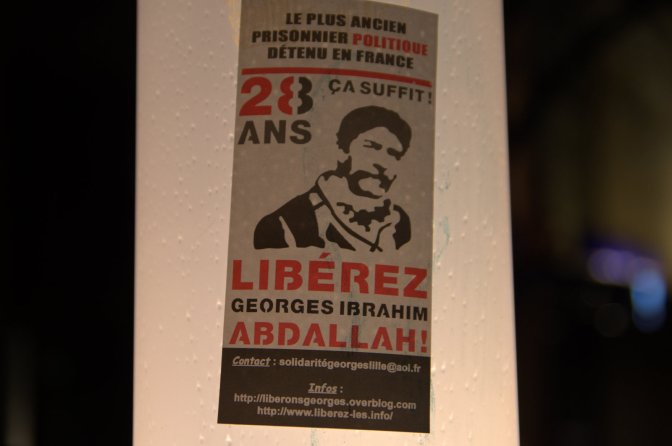 LE PLUS ANCIEN
PRISONNIER POLITIQUE
DÉTENU EN FRANCE
28 ÇA SUFFIT !
ANS
LIBÉREZ
GEORGES IBRAHIM
ABDALLAH!
Contact : solidaritégeorgeslille@aol.fr
Infos :
http://liberonsgeorges.overblog.com
http://www.liberez-les.info/